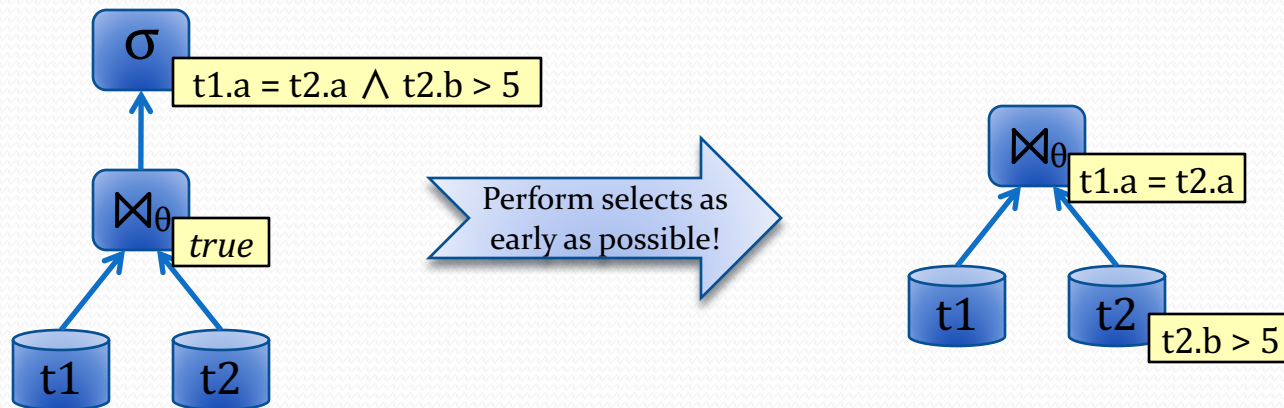 σ
t1.a = t2.a ∧ t2.b > 5
⋈θ
true
t1
t2
Perform selects as
early as possible!
⋈θ
t1.a = t2.a
t1
t2
t2.b > 5